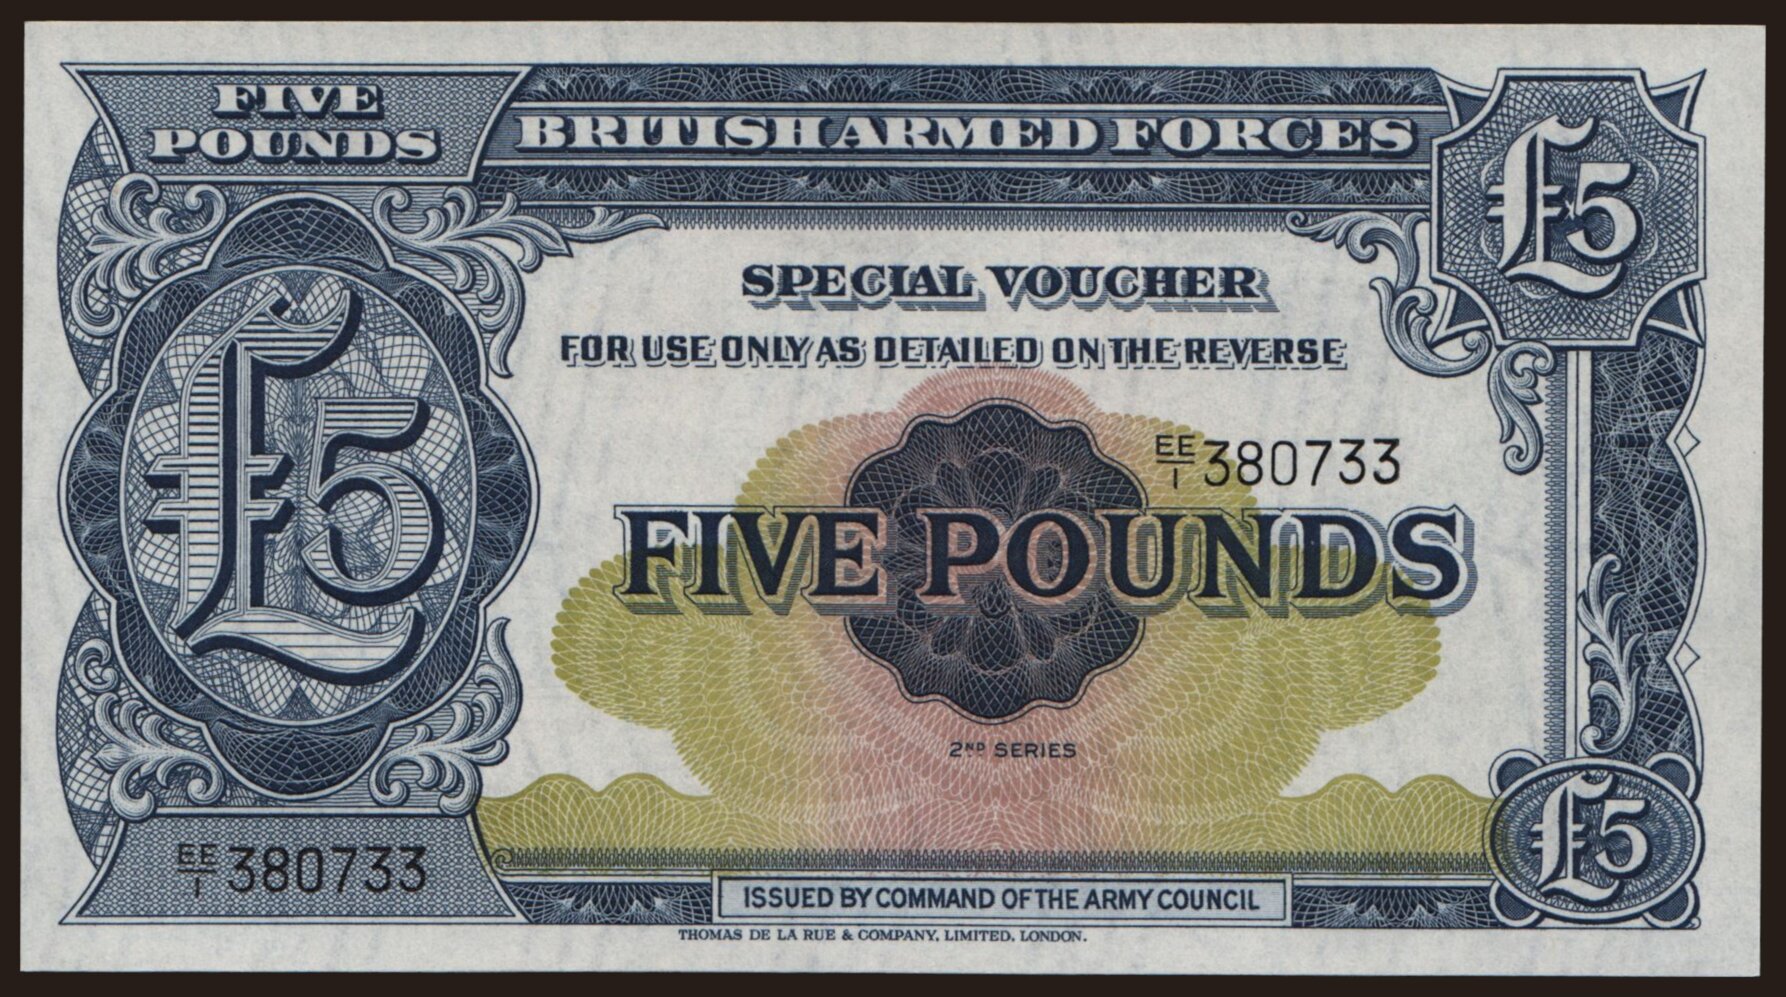 FIVE
POUNDS
BRITISH ARMED FORCES
£5
SPECIAL VOUCHER
FOR USE ONLY AS DETAILED ON THE REVERSE
£5
EE/1 380733
FIVE POUNDS
2ND SERIES
£5
EE/1 380733
ISSUED BY COMMAND OF THE ARMY COUNCIL
THOMAS DE LA RUE & COMPANY, LIMITED, LONDON.